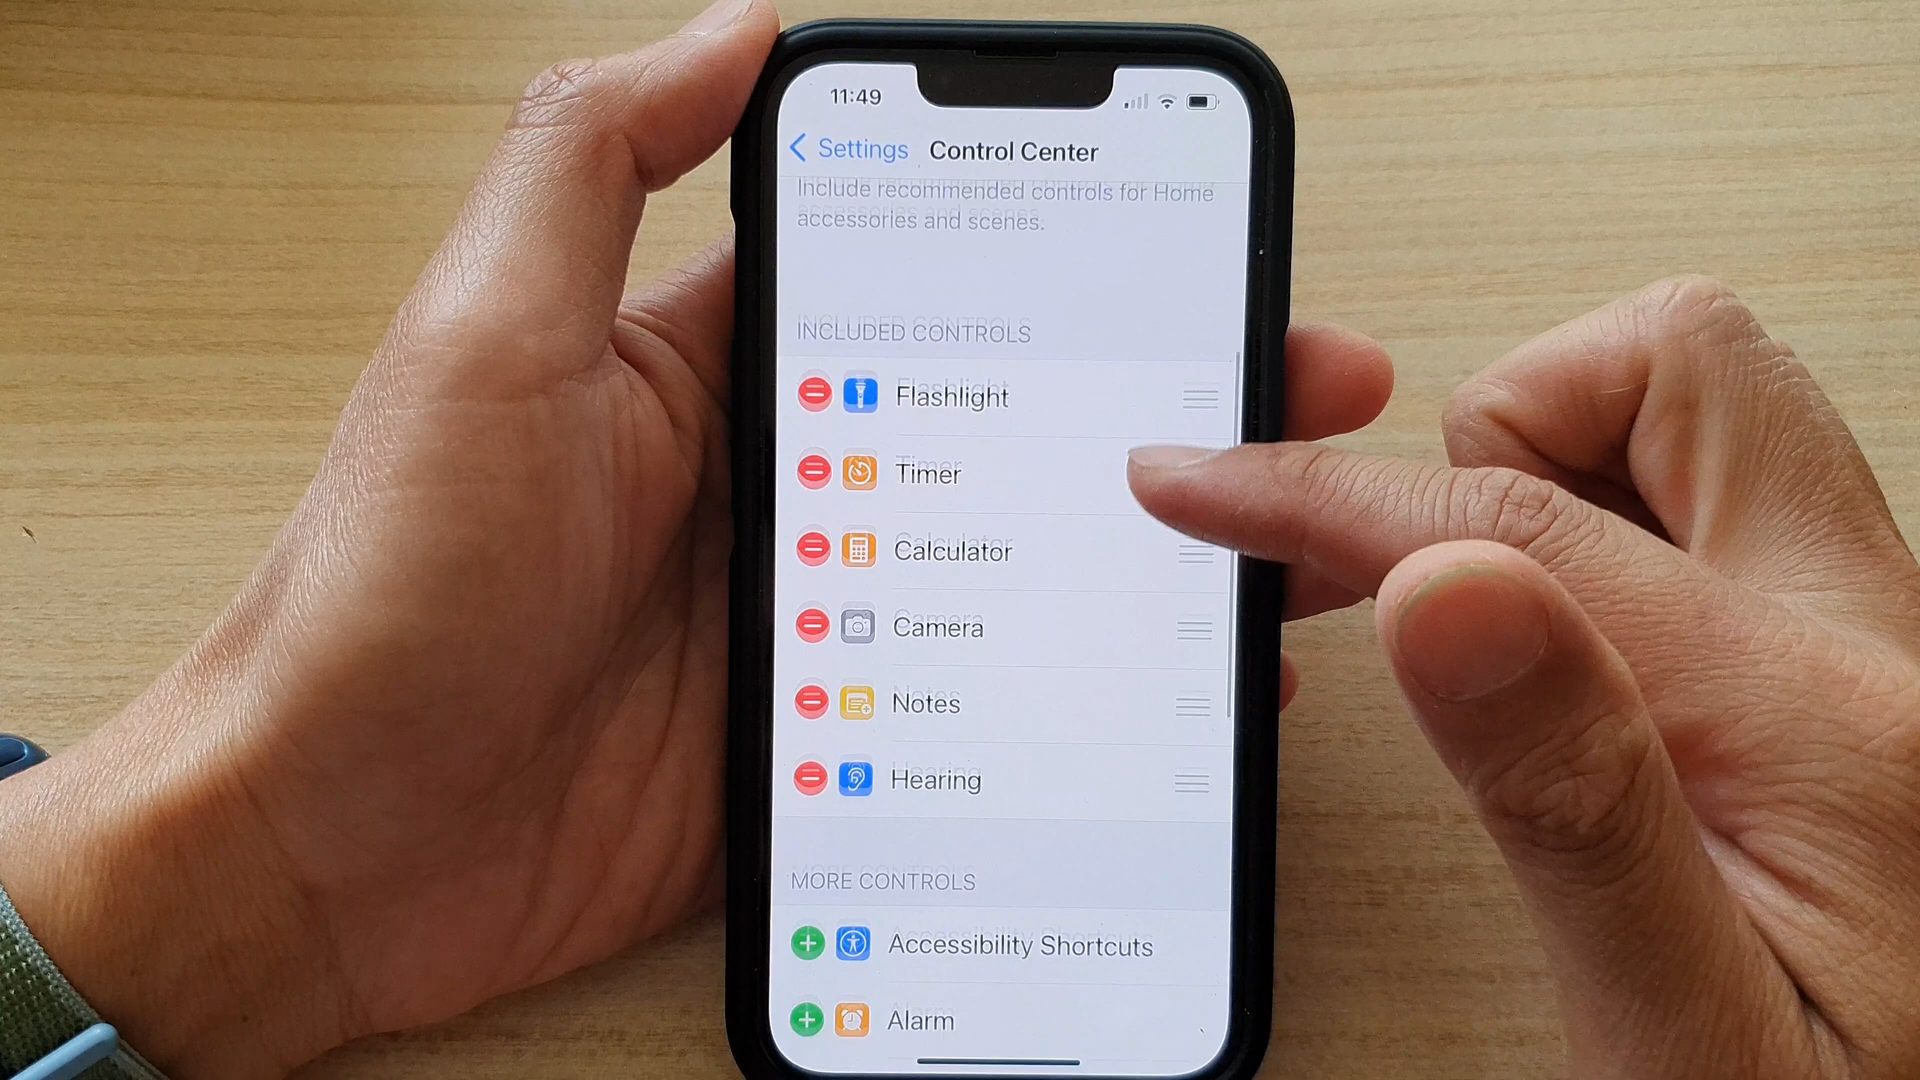 11:49
Settings Control Center
Include recommended controls for Home
accessories and scenes.
INCLUDED CONTROLS
Flashlight
Timer
Calculator
Camera
Notes
Hearing
MORE CONTROLS
Accessibility Shortcuts
Alarm